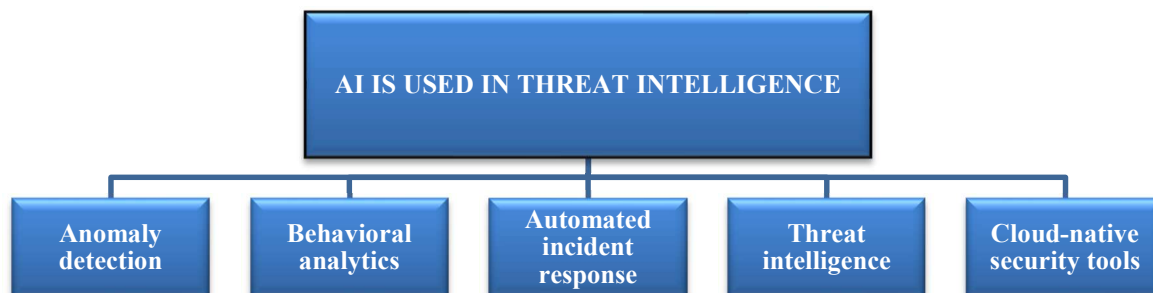 AI IS USED IN THREAT INTELLIGENCE
Anomaly
detection
Behavioral
analytics
Automated
incident
response
Threat
intelligence
Cloud-native
security tools